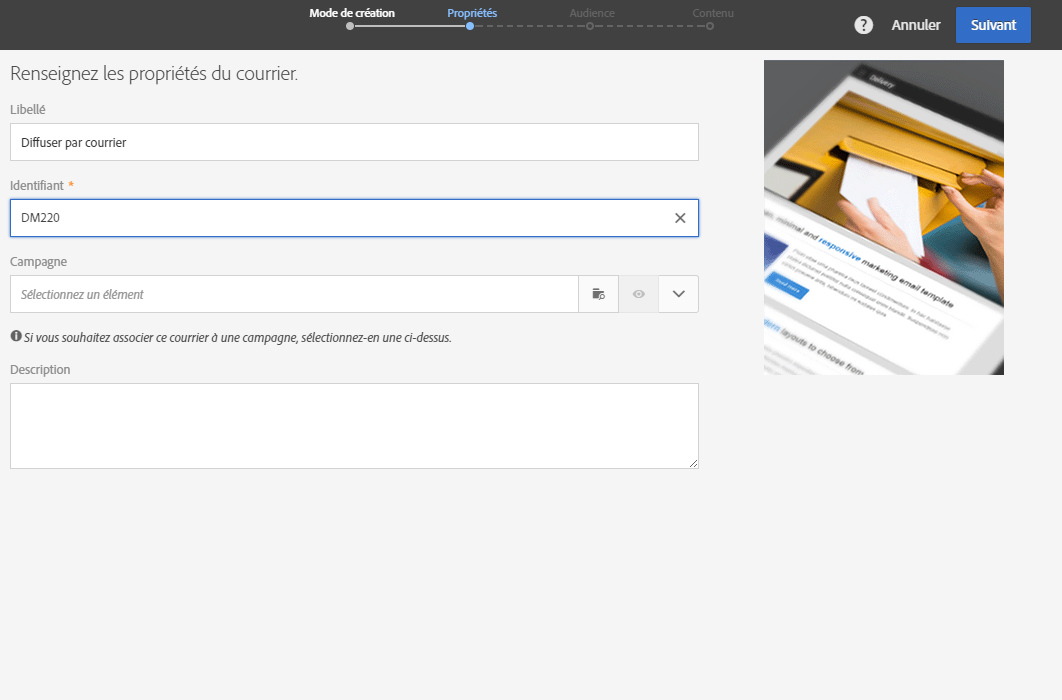 Mode de création
Propriétés
Audience
Contenu
?
Annuler
Suivant
Renseignez les propriétés du courrier.
Libellé
Diffuser par courrier
Identifiant *
DM220
Campagne
Sélectionnez un élément
Si vous souhaitez associer ce courrier à une campagne, sélectionnez-en une ci-dessus.
Description
Delivery
minimal and responsive marketing email template
layouts to choose from